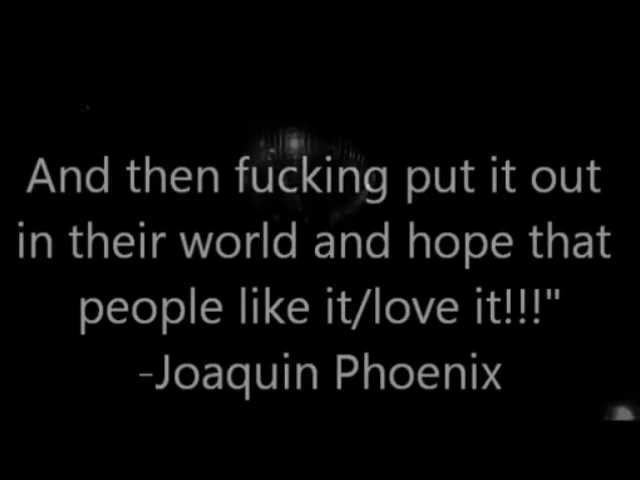 And then fucking put it out
in their world and hope that
people like it/love it!!!"
-Joaquin Phoenix